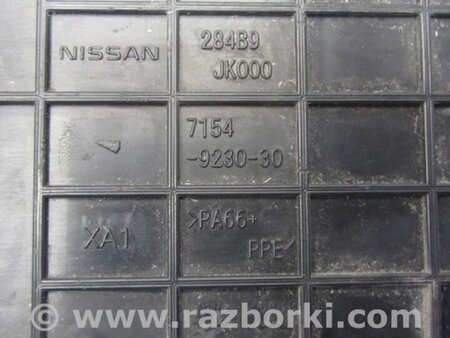 NISSAN
284B9
JK000
7154
-9230-30
XA1
>PA66+
PPE<
www.razborki.com